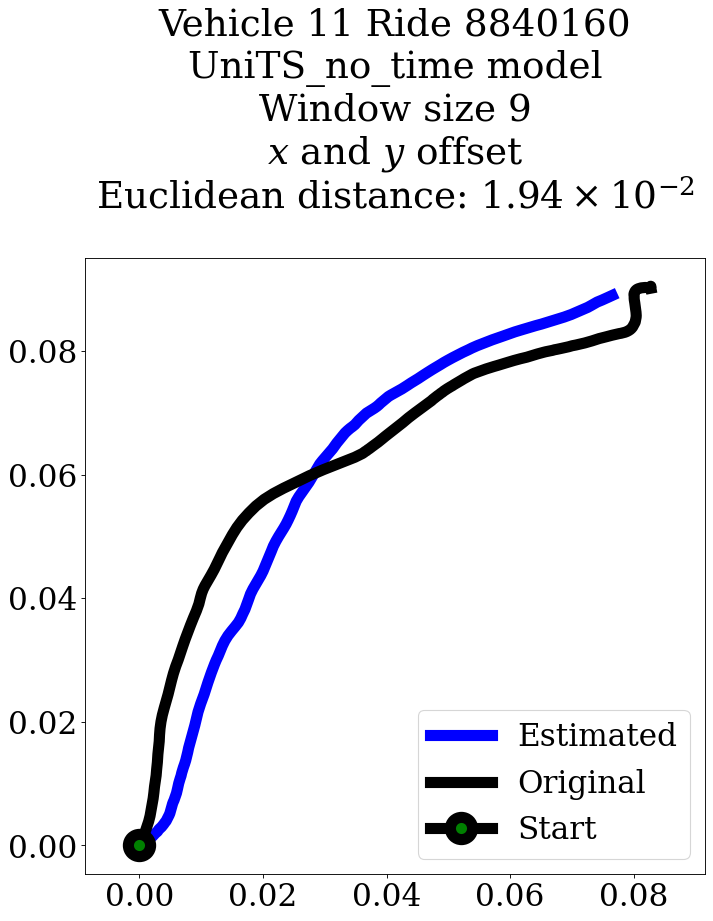 Vehicle 11 Ride 8840160
UniTS_no_time model
Window size 9
x and y offset
Euclidean distance: 1.94 × 10⁻²
0.08
0.06
0.04
0.02
0.00
Estimated
Original
Start
0.00 0.02 0.04 0.06 0.08